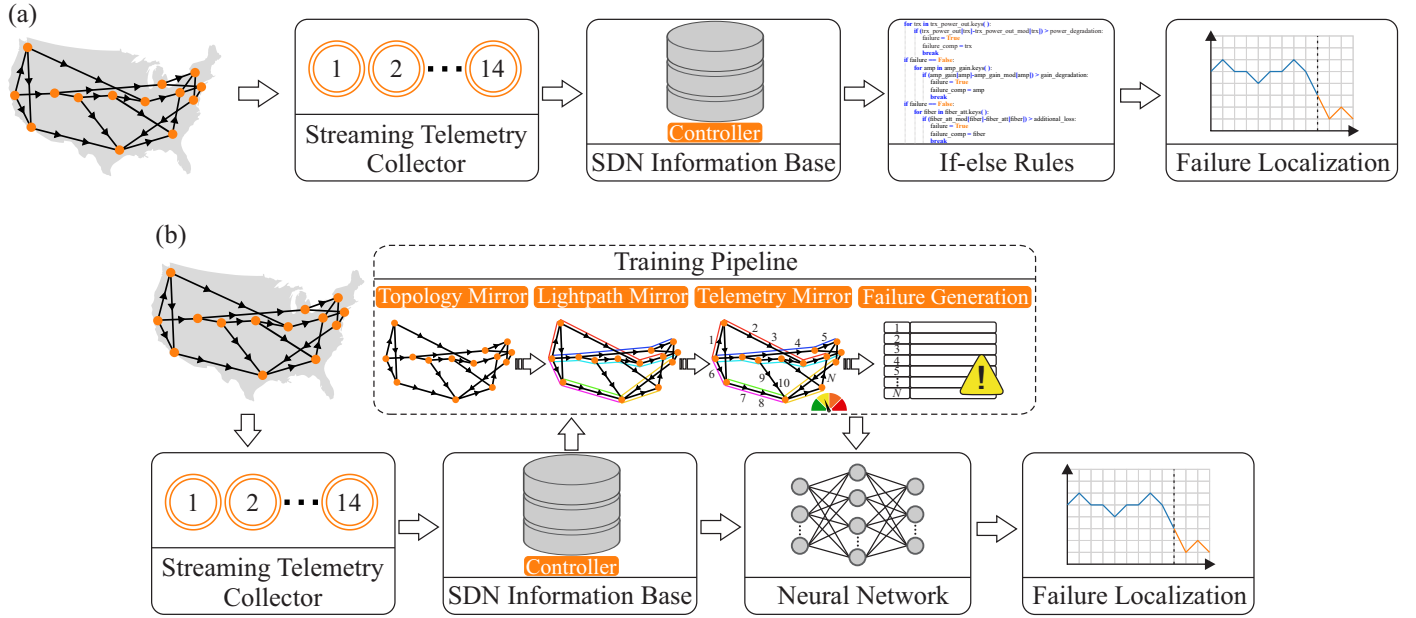 (a)
1 2 ··· 14
Streaming Telemetry
Collector
Controller
SDN Information Base
for trx in trx_power_out.keys( ):
if (trx_power_out[trx]-trx_power_out_mod[trx]) > power_degradation:
failure = True
failure_comp = trx
break
if failure == False:
for amp in amp_gain.keys( ):
if (amp_gain[amp]-amp_gain_mod[amp]) > gain_degradation:
failure = True
failure_comp = amp
break
if failure == False:
for fiber in fiber_att.keys( ):
if (fiber_att_mod[fiber]-fiber_att[fiber]) > additional_loss:
failure = True
failure_comp = fiber
break
If-else Rules
Failure Localization
(b)
Training Pipeline
Topology Mirror
Lightpath Mirror
Telemetry Mirror
1 2 3 4 5 6 7 8 9 10 N
Failure Generation
1
2
3
4
5
⋮
N
!
1 2 ··· 14
Streaming Telemetry
Collector
Controller
SDN Information Base
Neural Network
Failure Localization